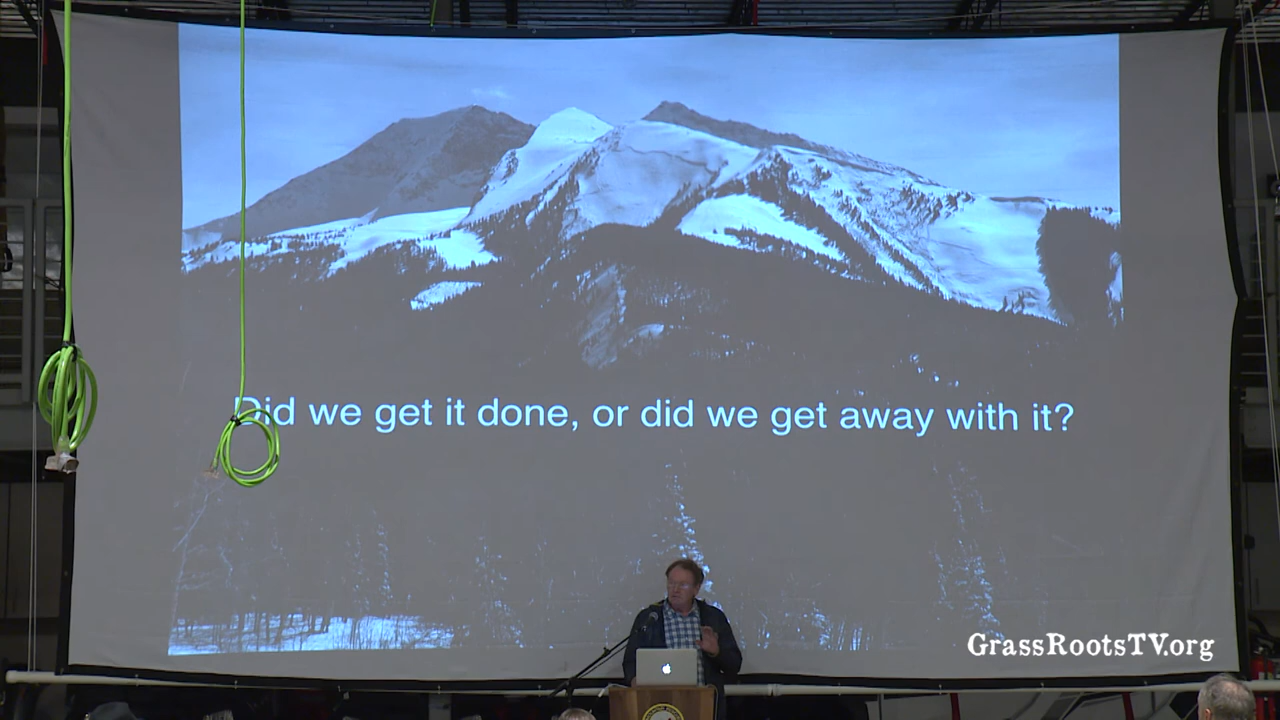 Did we get it done, or did we get away with it?
GrassRootsTV.org